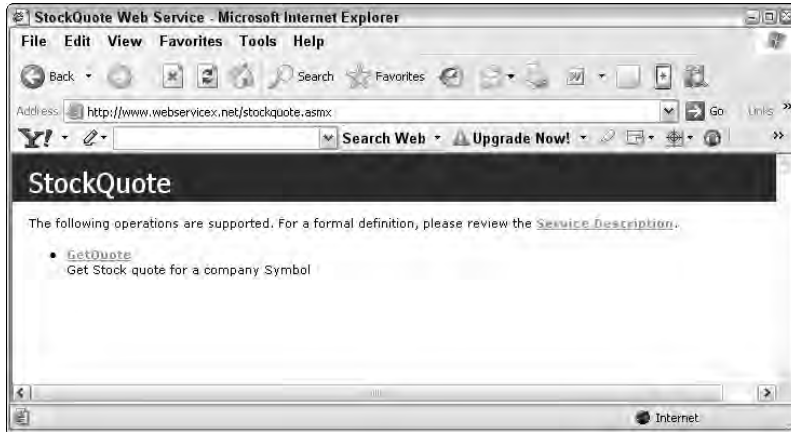 StockQuote Web Service - Microsoft Internet Explorer
File Edit View Favorites Tools Help
Back Search Favorites
Address http://www.webservicex.net/stockquote.asmx Go Links »
Y! Search Web Upgrade Now! »
StockQuote
The following operations are supported. For a formal definition, please review the Service Description.
• GetQuote
Get Stock quote for a company Symbol
Internet